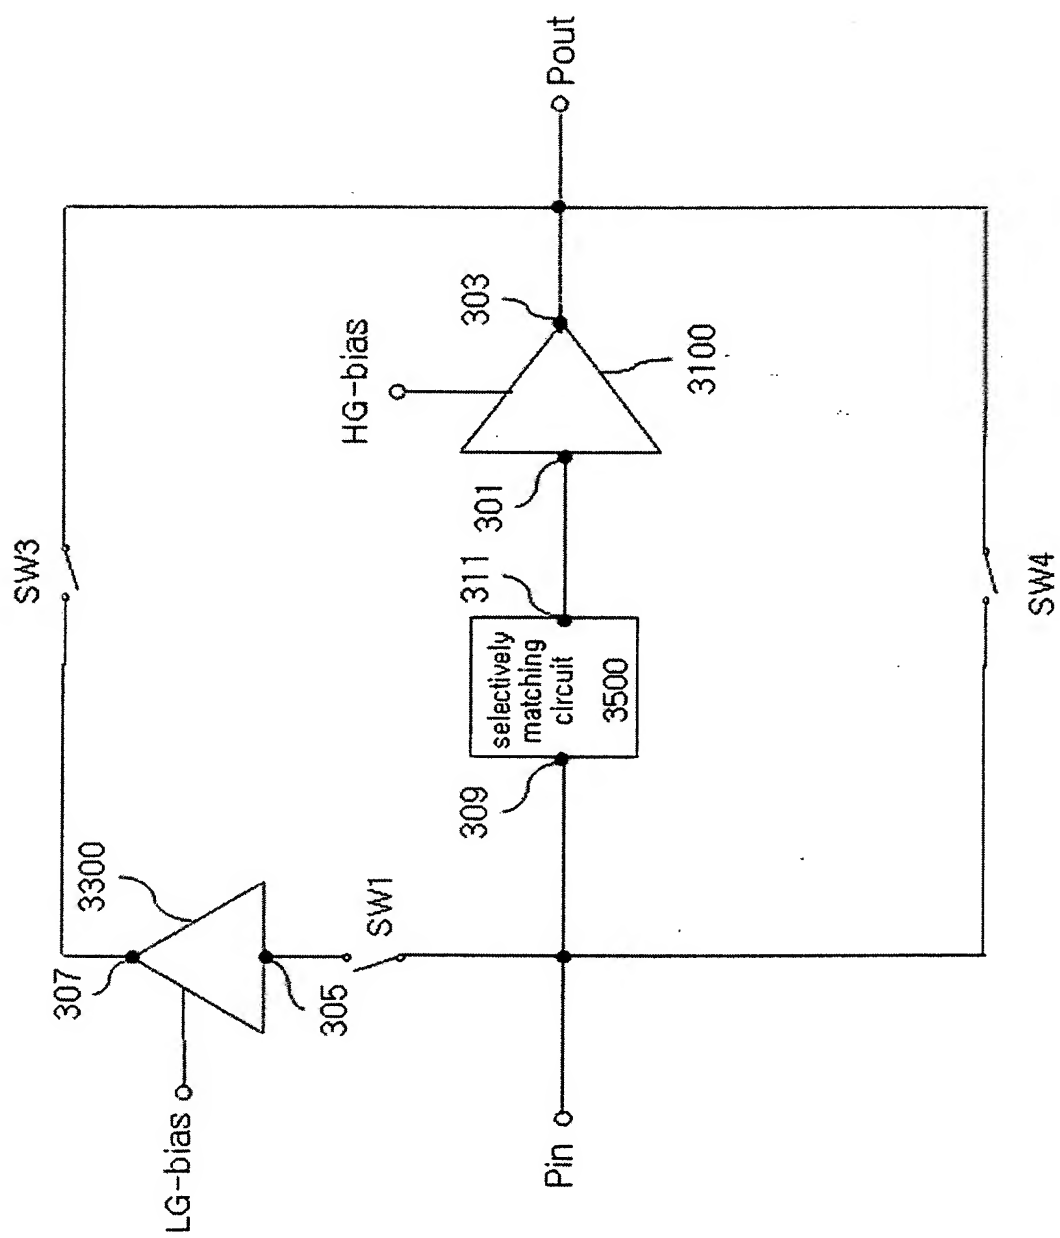 SW3
3300
307
LG-bias
305
SW1
HG-bias
303
3100
301
311
selectively
matching
circuit
3500
309
Pin
Pout
SW4